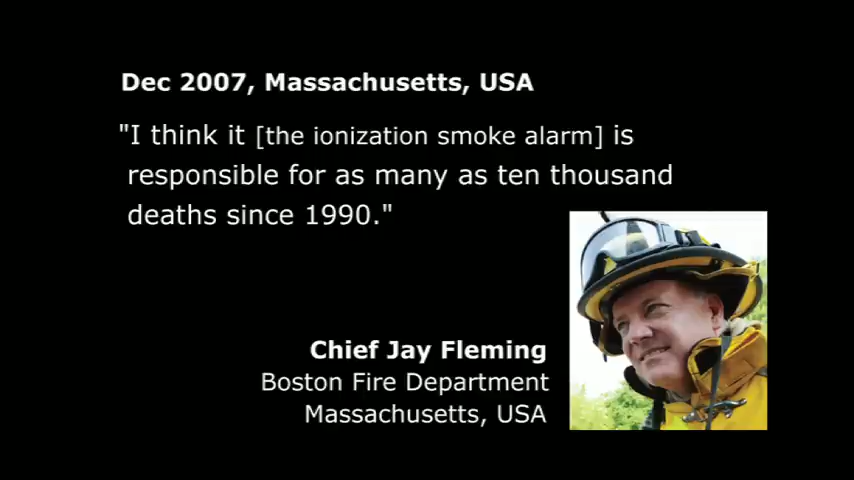 Dec 2007, Massachusetts, USA
"I think it [the ionization smoke alarm] is
responsible for as many as ten thousand
deaths since 1990."
Chief Jay Fleming
Boston Fire Department
Massachusetts, USA